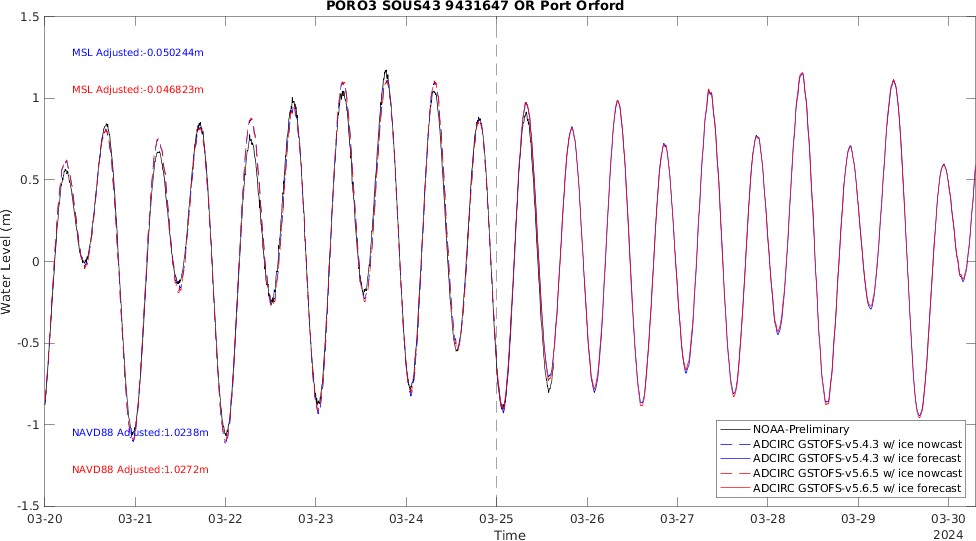 PORO3 SOUS43 9431647 OR Port Orford
1.5
MSL Adjusted:-0.050244m
1
MSL Adjusted:-0.046823m
0.5
Water Level (m)
0
-0.5
-1
NAVD88 Adjusted:1.0238m
NAVD88 Adjusted:1.0272m
-1.5
NOAA-Preliminary
ADCIRC GSTOFS-v5.4.3 w/ ice nowcast
ADCIRC GSTOFS-v5.4.3 w/ ice forecast
ADCIRC GSTOFS-v5.6.5 w/ ice nowcast
ADCIRC GSTOFS-v5.6.5 w/ ice forecast
03-20 03-21 03-22 03-23 03-24 03-25 03-26 03-27 03-28 03-29 03-30
Time
2024